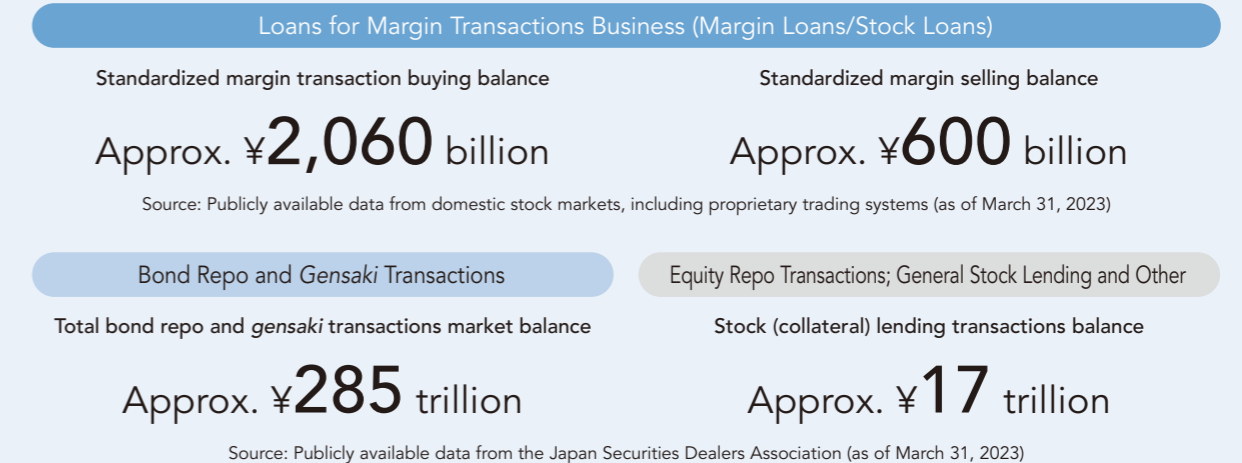 Loans for Margin Transactions Business (Margin Loans/Stock Loans)
Standardized margin transaction buying balance
Approx. ¥2,060 billion
Standardized margin selling balance
Approx. ¥600 billion
Source: Publicly available data from domestic stock markets, including proprietary trading systems (as of March 31, 2023)
Bond Repo and Gensaki Transactions
Total bond repo and gensaki transactions market balance
Approx. ¥285 trillion
Equity Repo Transactions; General Stock Lending and Other
Stock (collateral) lending transactions balance
Approx. ¥17 trillion
Source: Publicly available data from the Japan Securities Dealers Association (as of March 31, 2023)